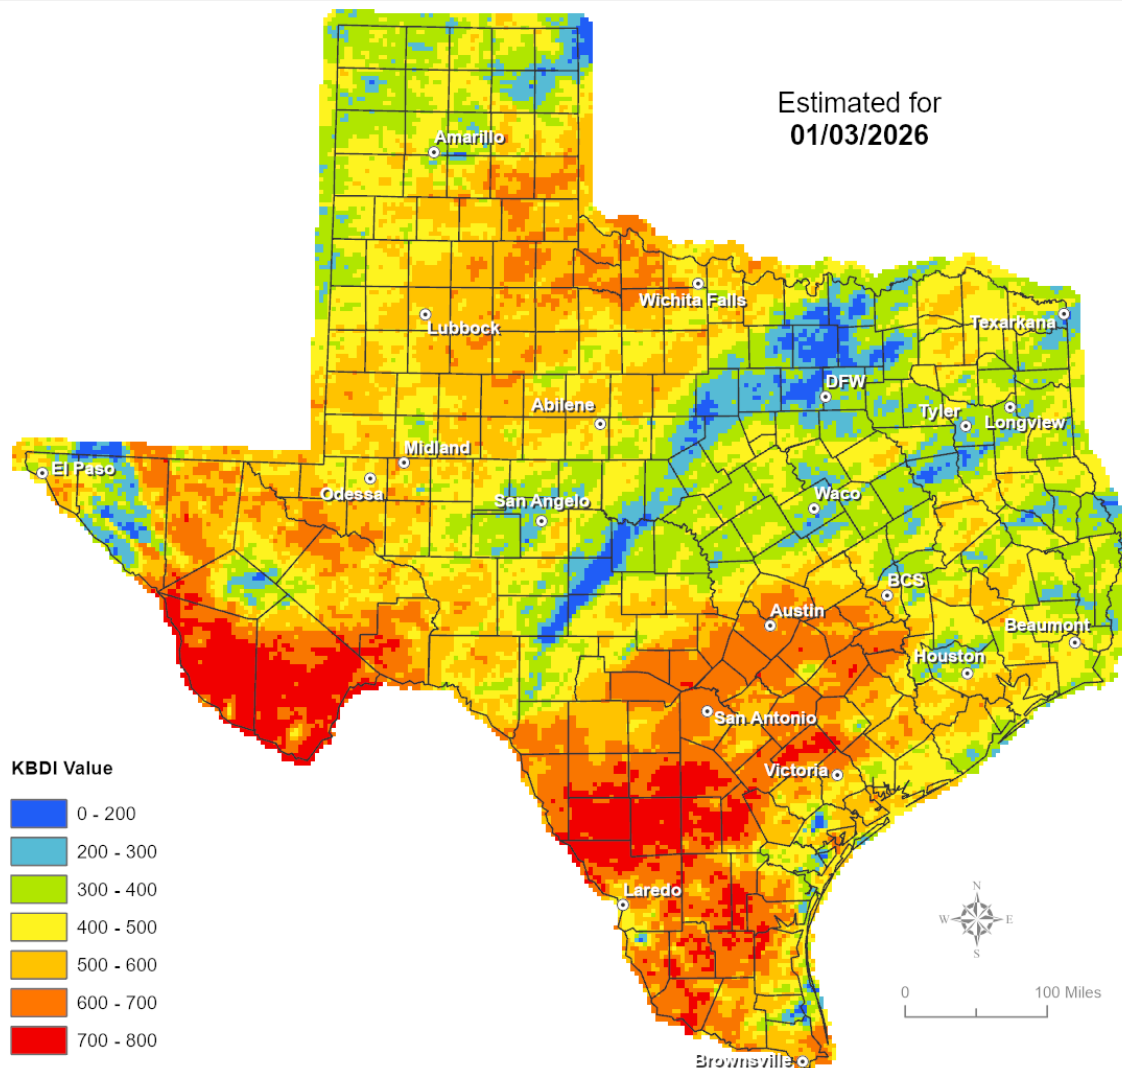 Estimated for
01/03/2026
Amarillo
Wichita Falls
Lubbock
Texarkana
DFW
Abilene
Tyler
Longview
Midland
El Paso
Odessa
San Angelo
Waco
BCS
Austin
Beaumont
Houston
San Antonio
Victoria
Laredo
Brownsville
KBDI Value
0 - 200
200 - 300
300 - 400
400 - 500
500 - 600
600 - 700
700 - 800
N
W E
S
0 100 Miles